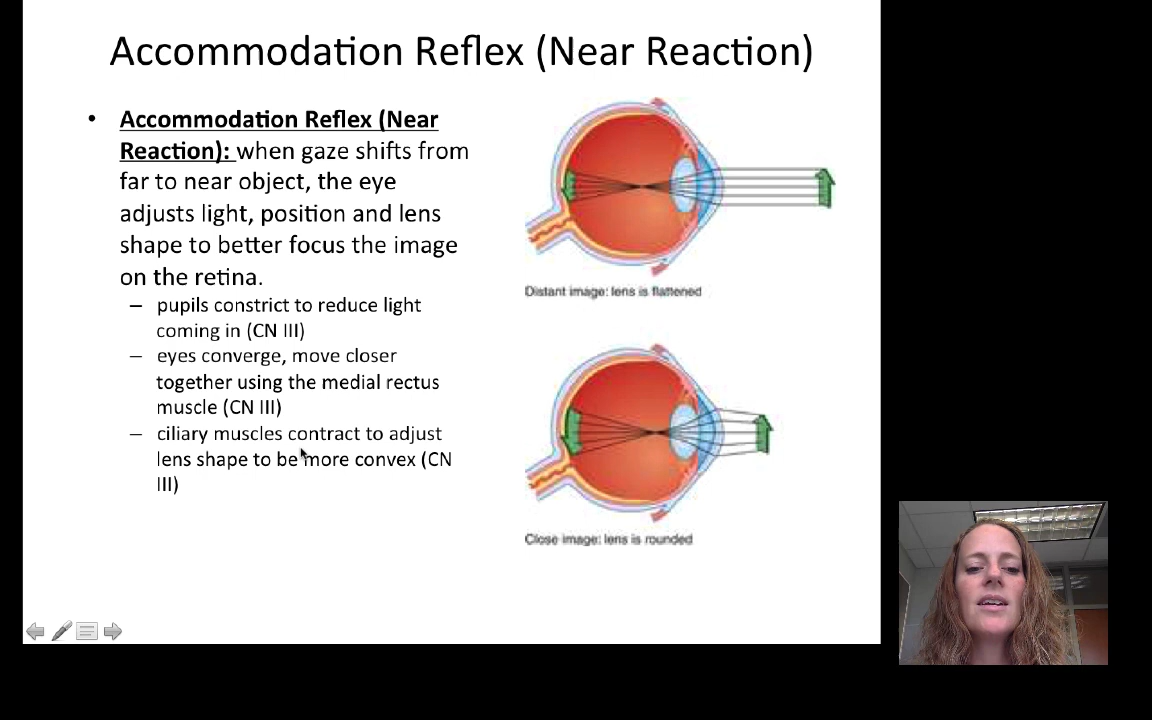 Accommodation Reflex (Near Reaction)
• Accommodation Reflex (Near
Reaction): when gaze shifts from
far to near object, the eye
adjusts light, position and lens
shape to better focus the image
on the retina.
– pupils constrict to reduce light
coming in (CN III)
– eyes converge, move closer
together using the medial rectus
muscle (CN III)
– ciliary muscles contract to adjust
lens shape to be more convex (CN
III)
Distant image: lens is flattened
Close image: lens is rounded